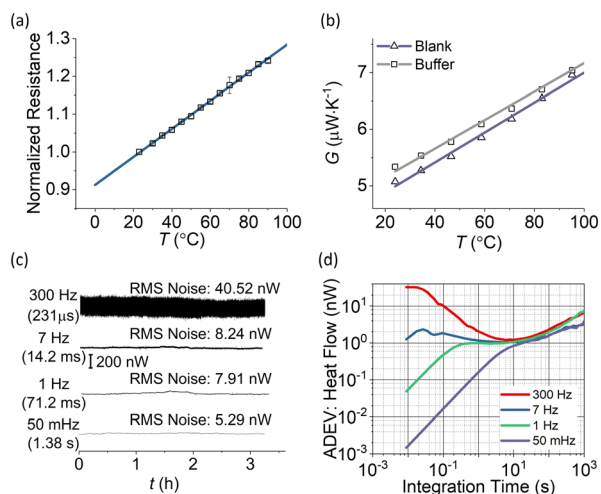 (a)
1.3
1.2
1.1
1.0
0.9
Normalized Resistance
0 20 40 60 80 100
T (°C)
(b)
Blank
Buffer
7
6
5
G (μW·K⁻¹)
20 40 60 80 100
T (°C)
(c)
300 Hz
(231μs)
RMS Noise: 40.52 nW
7 Hz
(14.2 ms)
RMS Noise: 8.24 nW
200 nW
1 Hz
(71.2 ms)
RMS Noise: 7.91 nW
50 mHz
(1.38 s)
RMS Noise: 5.29 nW
0 1 2 3
t (h)
(d)
ADEV: Heat Flow (nW)
10¹
10⁰
10⁻¹
10⁻²
10⁻³
300 Hz
7 Hz
1 Hz
50 mHz
10⁻³ 10⁻¹ 10¹ 10³
Integration Time (s)